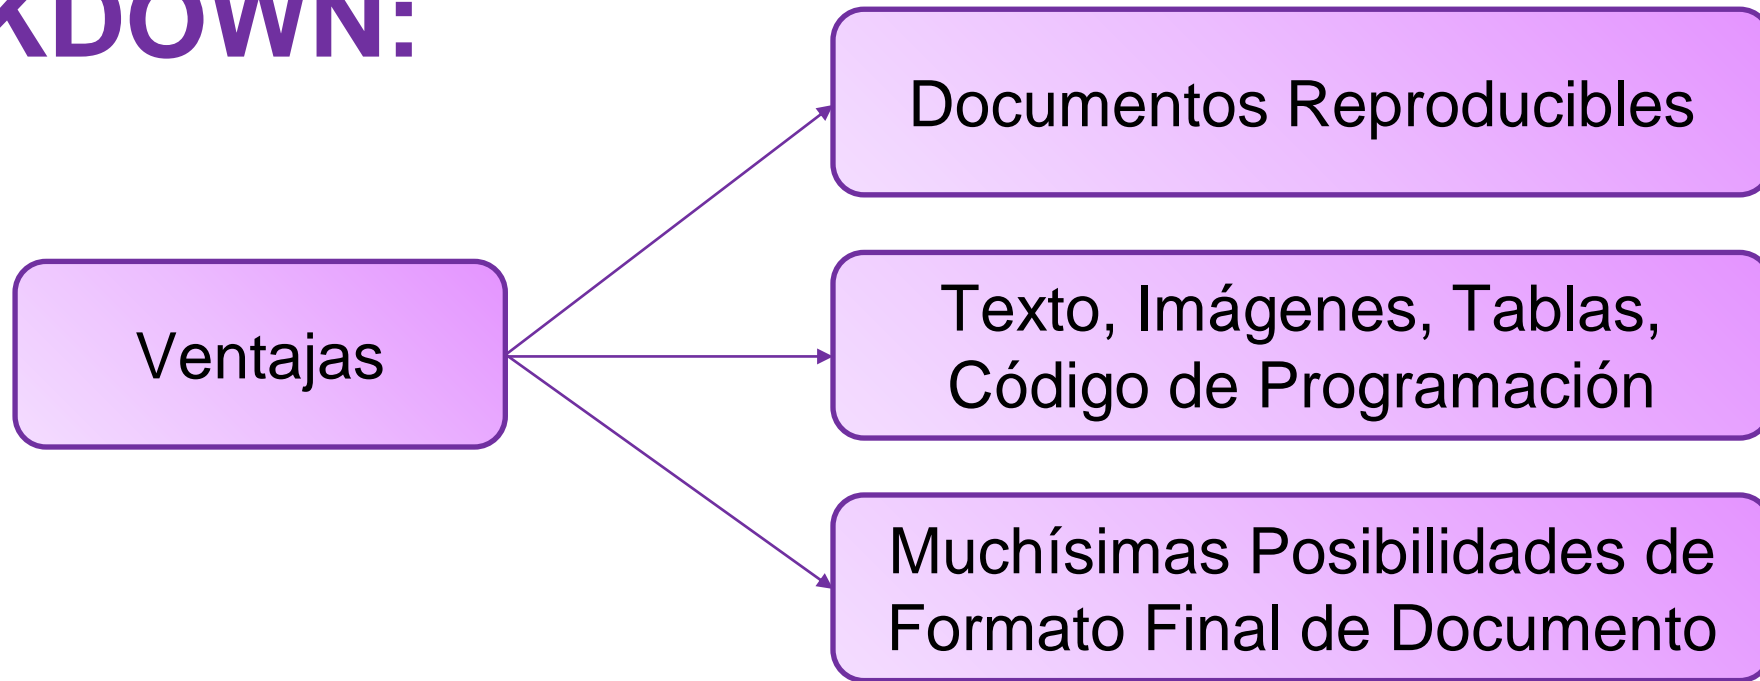 KDOWN:
Documentos Reproducibles
Ventajas
Texto, Imágenes, Tablas,
Código de Programación
Muchísimas Posibilidades de
Formato Final de Documento